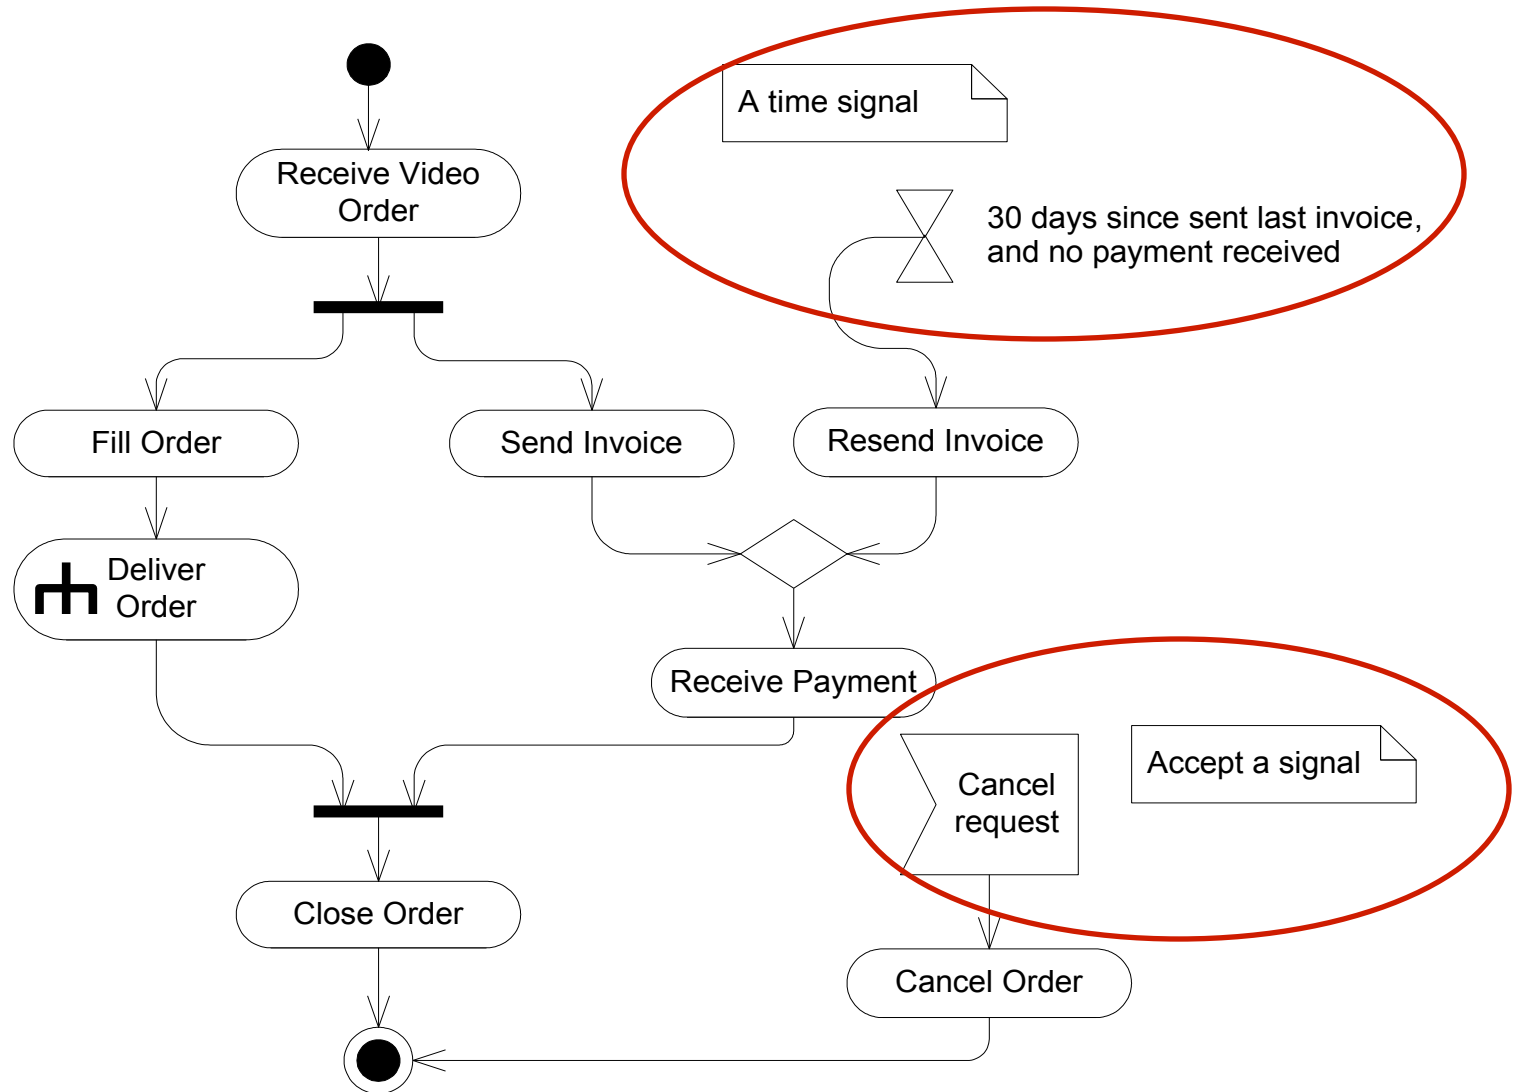 A time signal
Receive Video
Order
30 days since sent last invoice,
and no payment received
Fill Order
Send Invoice
Resend Invoice
Deliver
Order
Receive Payment
Cancel
request
Accept a signal
Close Order
Cancel Order